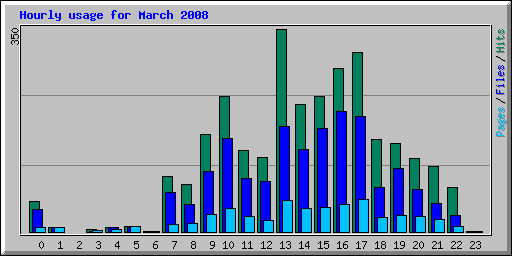 Hourly usage for March 2008
350
Pages / Files / Hits
0 1 2 3 4 5 6 7 8 9 10 11 12 13 14 15 16 17 18 19 20 21 22 23